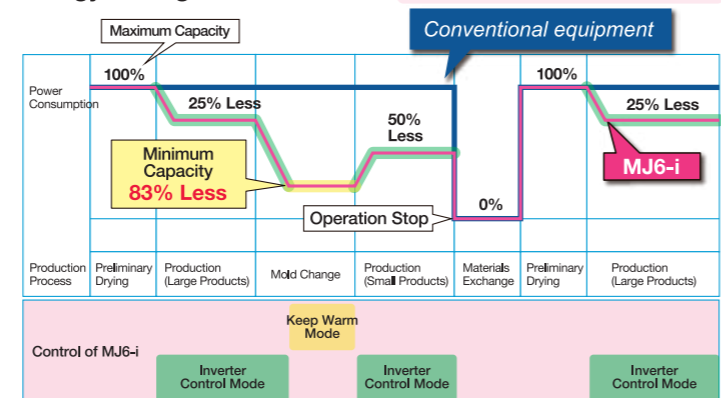 Maximum Capacity
Conventional equipment
Power
Consumption
100%
25% Less
50%
Less
100%
25% Less
Minimum
Capacity
83% Less
MJ6-i
Operation Stop
0%
Production
Process
Preliminary
Drying
Production
(Large Products)
Mold Change
Production
(Small Products)
Materials
Exchange
Preliminary
Drying
Production
(Large Products)
Control of MJ6-i
Keep Warm
Mode
Inverter
Control Mode
Inverter
Control Mode
Inverter
Control Mode